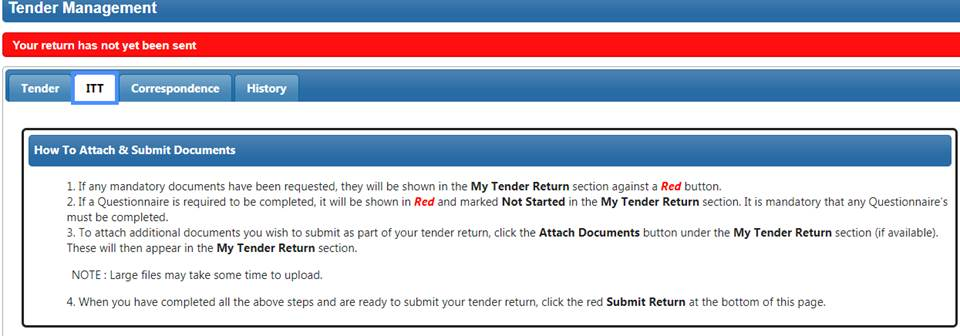 Tender Management
Your return has not yet been sent
Tender ITT Correspondence History
How To Attach & Submit Documents
1. If any mandatory documents have been requested, they will be shown in the My Tender Return section against a Red button.
2. If a Questionnaire is required to be completed, it will be shown in Red and marked Not Started in the My Tender Return section. It is mandatory that any Questionnaire's
must be completed.
3. To attach additional documents you wish to submit as part of your tender return, click the Attach Documents button under the My Tender Return section (if available).
These will then appear in the My Tender Return section.
NOTE : Large files may take some time to upload.
4. When you have completed all the above steps and are ready to submit your tender return, click the red Submit Return at the bottom of this page.